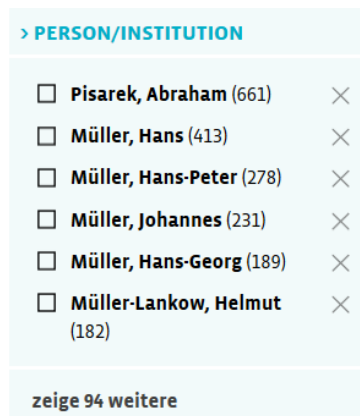 › PERSON/INSTITUTION
Pisarek, Abraham (661)
Müller, Hans (413)
Müller, Hans-Peter (278)
Müller, Johannes (231)
Müller, Hans-Georg (189)
Müller-Lankow, Helmut
(182)
zeige 94 weitere